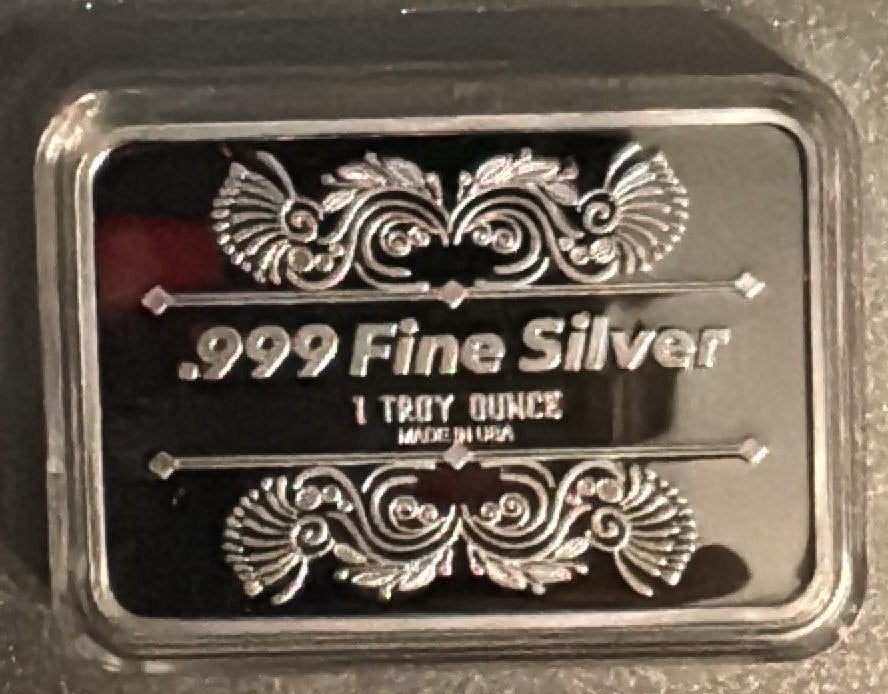 .999 Fine Silver
1 TROY OUNCE
MADE IN USA